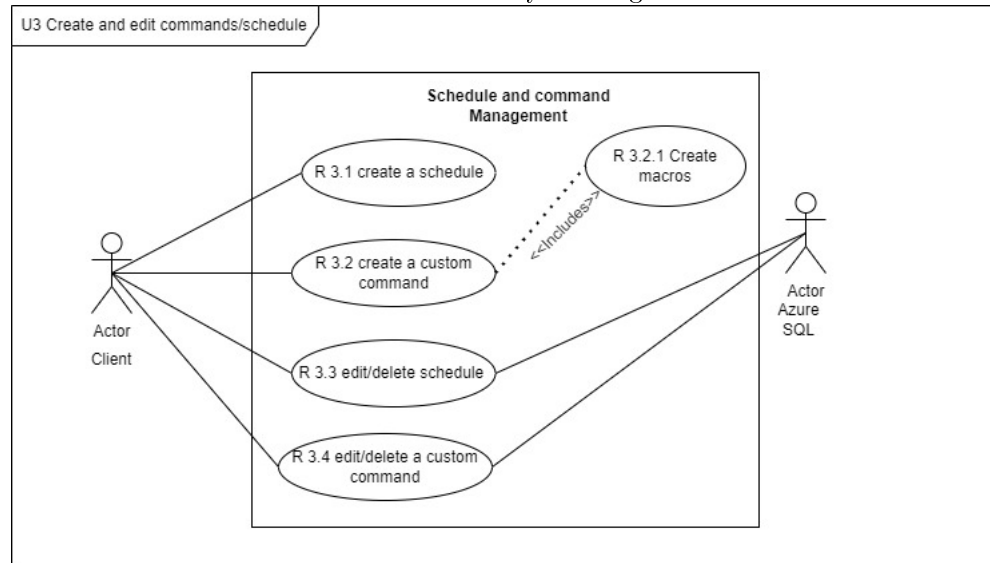 U3 Create and edit commands/schedule
Schedule and command
Management
R 3.1 create a schedule
R 3.2.1 Create
macros
<<Includes>>
R 3.2 create a custom
command
R 3.3 edit/delete schedule
R 3.4 edit/delete a custom
command
Actor
Client
Actor
Azure
SQL